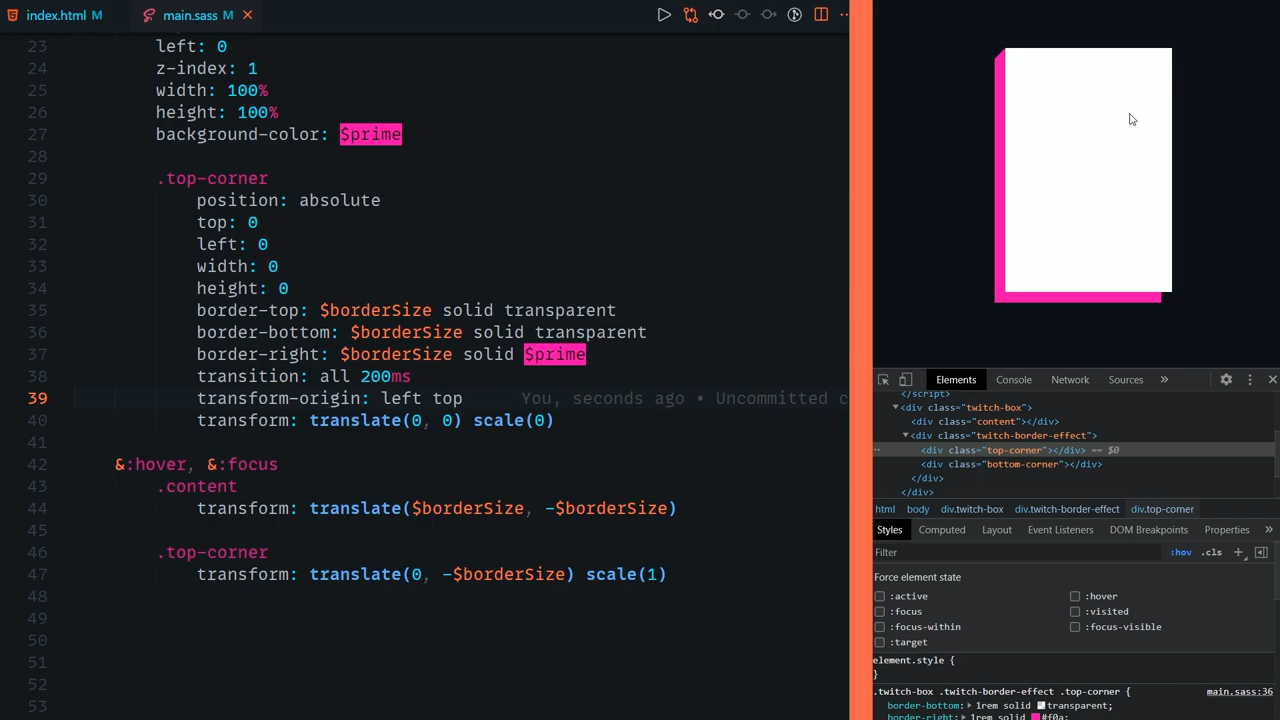 index.html M
main.sass M
23 left: 0
24 z-index: 1
25 width: 100%
26 height: 100%
27 background-color: $prime
28
29 .top-corner
30 position: absolute
31 top: 0
32 left: 0
33 width: 0
34 height: 0
35 border-top: $borderSize solid transparent
36 border-bottom: $borderSize solid transparent
37 border-right: $borderSize solid $prime
38 transition: all 200ms
39 transform-origin: left top You, seconds ago • Uncommitted c
40 transform: translate(0, 0) scale(0)
41
42 &:hover, &:focus
43 .content
44 transform: translate($borderSize, -$borderSize)
45
46 .top-corner
47 transform: translate(0, -$borderSize) scale(1)
48
49
50
51
52
53
Elements Console Network Sources »
</script>
<div class="twitch-box">
<div class="content"></div>
<div class="twitch-border-effect">
<div class="top-corner"></div> == $0
<div class="bottom-corner"></div>
</div>
</div>
html body div.twitch-box div.twitch-border-effect div.top-corner
Styles Computed Layout Event Listeners DOM Breakpoints Properties »
Filter :hov .cls +
Force element state
:active :hover
:focus :visited
:focus-within :focus-visible
:target
element.style {
}
.twitch-box .twitch-border-effect .top-corner { main.sass:36
border-bottom: 1rem solid transparent;
border-right: 1rem solid #f0a;